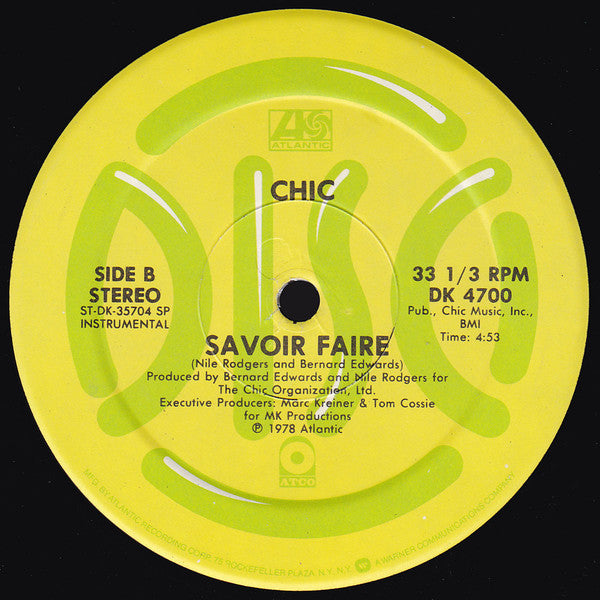 ATLANTIC
DISCO
CHIC
SIDE B
STEREO
ST-DK-35704 SP
INSTRUMENTAL
33 1/3 RPM
DK 4700
Pub., Chic Music, Inc.,
BMI
Time: 4:53
SAVOIR FAIRE
(Nile Rodgers and Bernard Edwards)
Produced by Bernard Edwards and Nile Rodgers for
The Chic Organization, Ltd.
Executive Producers: Marc Kreiner & Tom Cossie
for MK Productions
℗ 1978 Atlantic
ATCO
MFG. BY ATLANTIC RECORDING CORP. 75 ROCKEFELLER PLAZA, N.Y. N.Y. A WARNER COMMUNICATIONS COMPANY